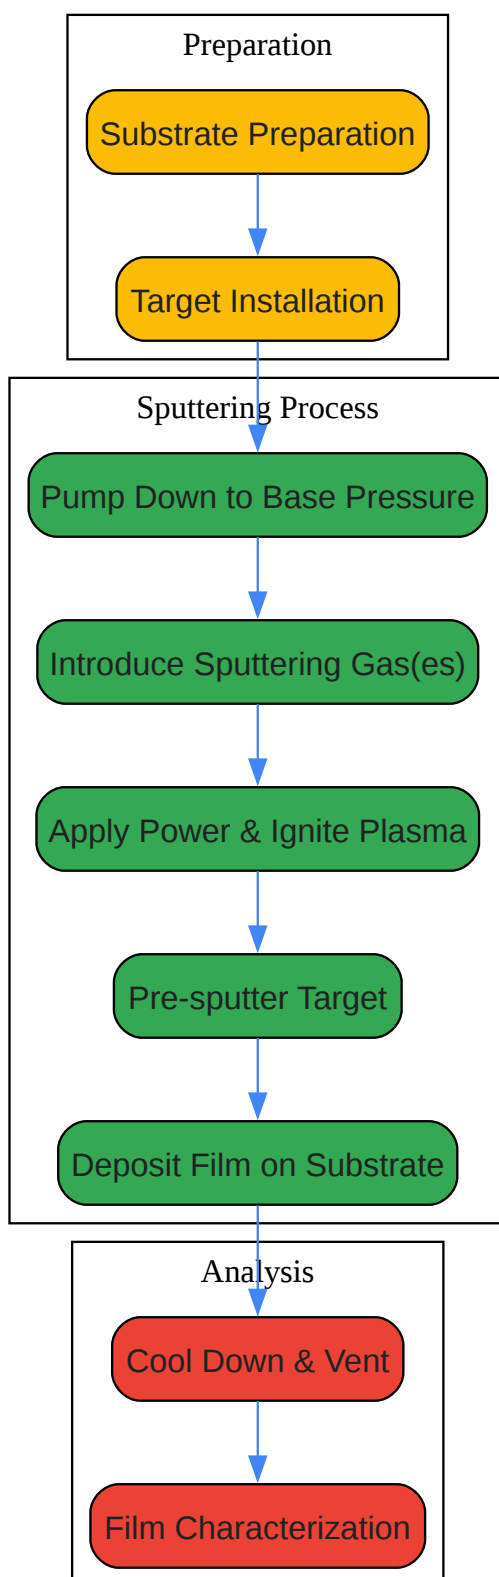 Preparation
Substrate Preparation
Target Installation
Sputtering Process
Pump Down to Base Pressure
Introduce Sputtering Gas(es)
Apply Power & Ignite Plasma
Pre-sputter Target
Deposit Film on Substrate
Analysis
Cool Down & Vent
Film Characterization